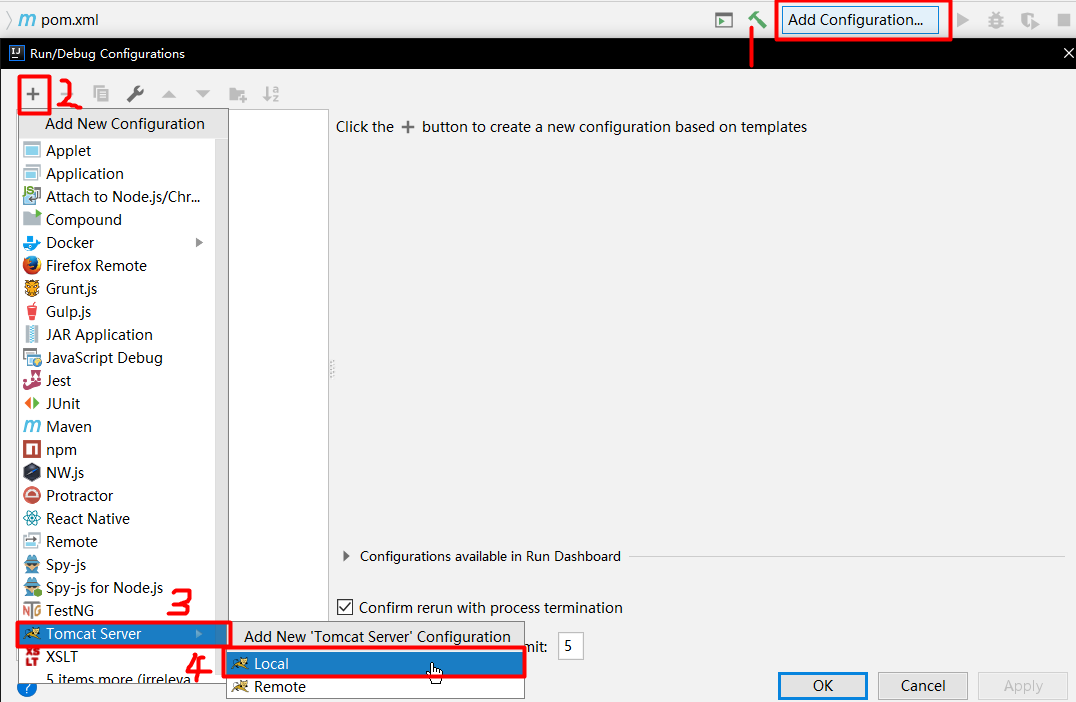 pom.xml
Add Configuration...
1
Run/Debug Configurations
2
Add New Configuration
Click the + button to create a new configuration based on templates
Applet
Application
Attach to Node.js/Chr...
Compound
Docker
Firefox Remote
Grunt.js
Gulp.js
JAR Application
JavaScript Debug
Jest
JUnit
Maven
npm
NW.js
Protractor
React Native
Remote
Configurations available in Run Dashboard
Spy-js
Spy-js for Node.js
3
TestNG
Confirm rerun with process termination
Tomcat Server
Add New 'Tomcat Server' Configuration
mit: 5
XSLT
4
Local
5 items more (irreleva
Remote
OK
Cancel
Apply